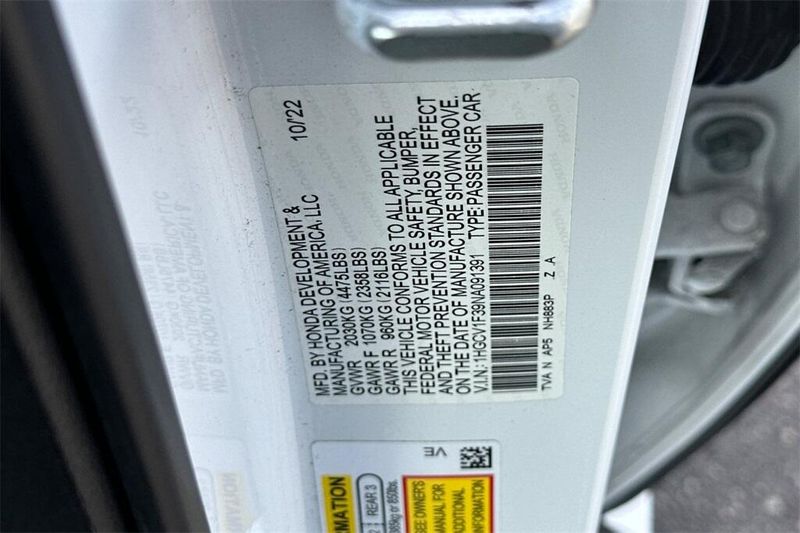 MFD. BY HONDA DEVELOPMENT & 10/'22
MANUFACTURING OF AMERICA, LLC
GVWR 2030KG (4475LBS)
GAWR F 1070KG (2358LBS)
GAWR R 960KG (2116LBS)
THIS VEHICLE CONFORMS TO ALL APPLICABLE
FEDERAL MOTOR VEHICLE SAFETY, BUMPER,
AND THEFT PREVENTION STANDARDS IN EFFECT
ON THE DATE OF MANUFACTURE SHOWN ABOVE.
V.I.N.: 1HGCV1F39NA091391 TYPE: PASSENGER CAR
TVA N AP5 NH883P Z A
VE
REAR 3
or 850lbs.
SEE OWNER'S
MANUAL FOR
ADDITIONAL
INFORMATION